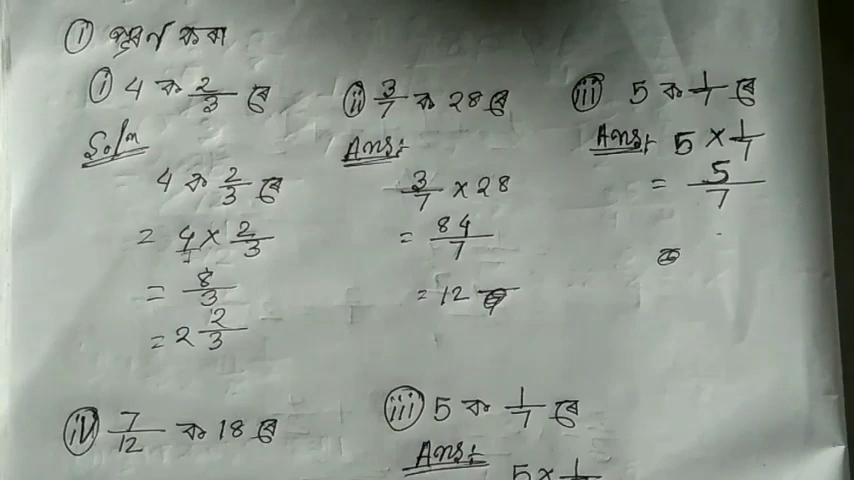 ① পূৰণ কৰা
ⓘ 4 ক 2/3 ৰে
Soln
4 ক 2/3 ৰে
= 4/1 × 2/3
= 8/3
= 2 2/3
ⓘⓘ 3/7 ক 28 ৰে
Ans:
3/7 × 28
= 84/7
= 12
ⓘⓘⓘ 5 ক 1/7 ৰে
Ans: 5 × 1/7
= 5/7
ⓘⓥ 7/12 ক 18 ৰে
ⓘⓘⓘ 5 ক 1/7 ৰে
Ans:
5 × 1/